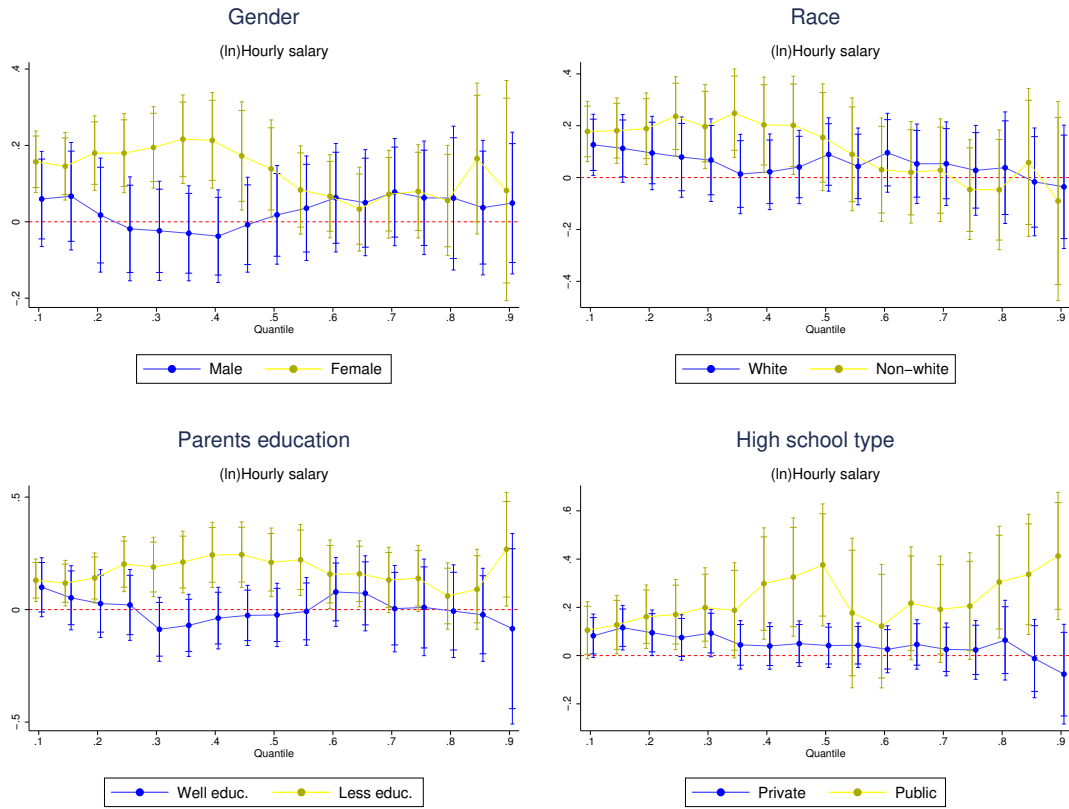 Gender
(ln)Hourly salary
.4
.2
0
-.2
.1 .2 .3 .4 .5 .6 .7 .8 .9
Quantile
Male Female
Race
(ln)Hourly salary
.4
.2
0
-.2
-.4
.1 .2 .3 .4 .5 .6 .7 .8 .9
Quantile
White Non-white
Parents education
(ln)Hourly salary
.5
0
-.5
.1 .2 .3 .4 .5 .6 .7 .8 .9
Quantile
Well educ. Less educ.
High school type
(ln)Hourly salary
.6
.4
.2
0
-.2
.1 .2 .3 .4 .5 .6 .7 .8 .9
Quantile
Private Public